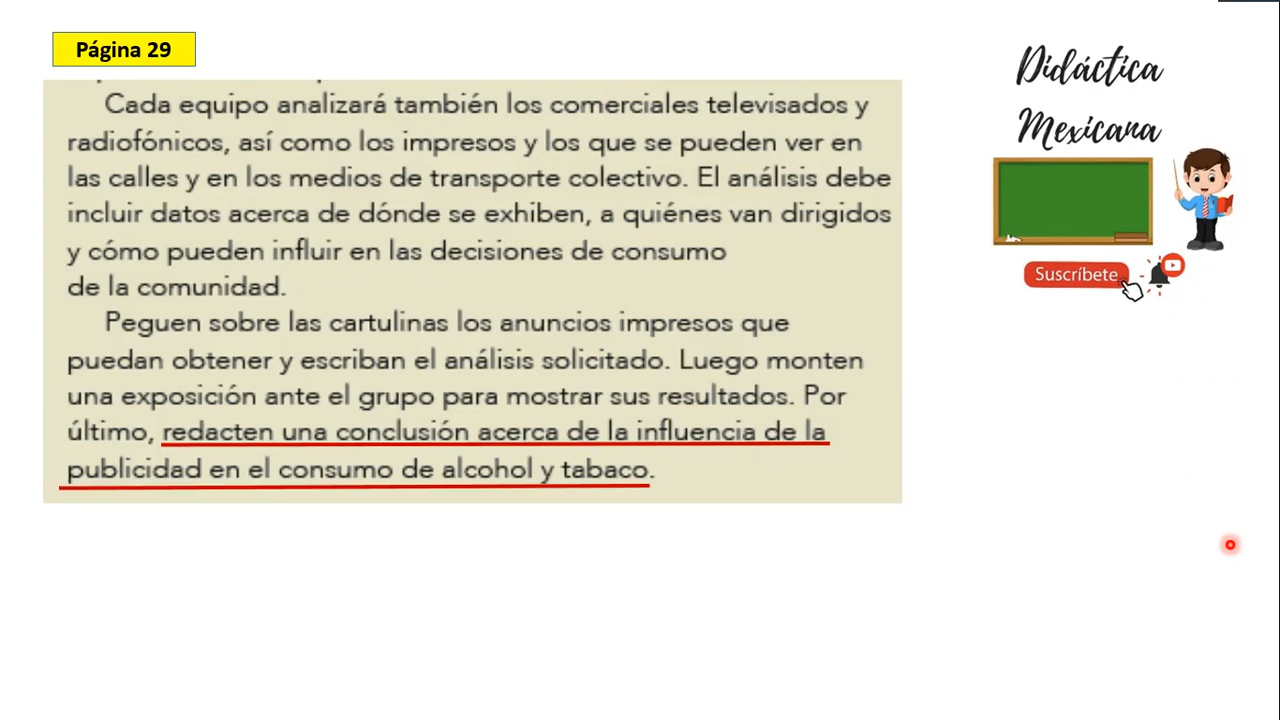 Página 29
Cada equipo analizará también los comerciales televisados y
radiofónicos, así como los impresos y los que se pueden ver en
las calles y en los medios de transporte colectivo. El análisis debe
incluir datos acerca de dónde se exhiben, a quiénes van dirigidos
y cómo pueden influir en las decisiones de consumo
de la comunidad.
Peguen sobre las cartulinas los anuncios impresos que
puedan obtener y escriban el análisis solicitado. Luego monten
una exposición ante el grupo para mostrar sus resultados. Por
último, redacten una conclusión acerca de la influencia de la
publicidad en el consumo de alcohol y tabaco.
Didáctica
Mexicana
Suscríbete